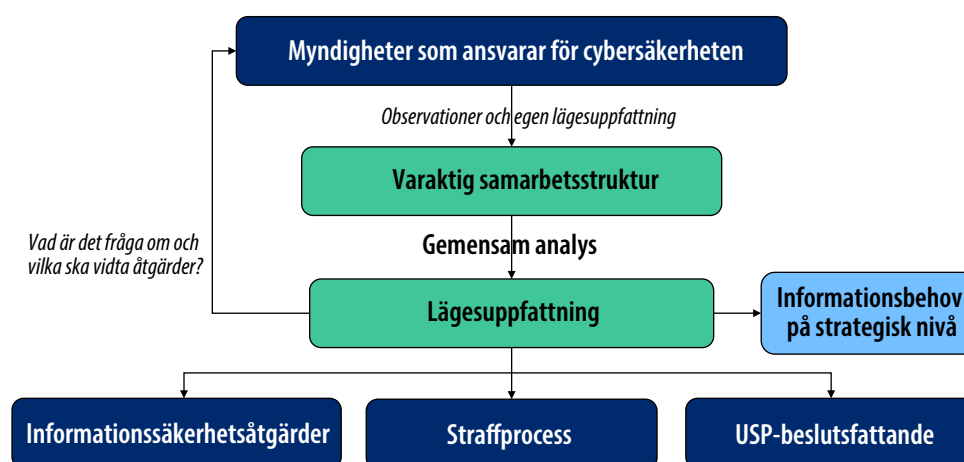 Myndigheter som ansvarar för cybersäkerheten
Observationer och egen lägesuppfattning
Varaktig samarbetsstruktur
Vad är det fråga om och
vilka ska vidta åtgärder?
Gemensam analys
Lägesuppfattning
Informationsbehov
på strategisk nivå
Informationssäkerhetsåtgärder
Straffprocess
USP-beslutsfattande